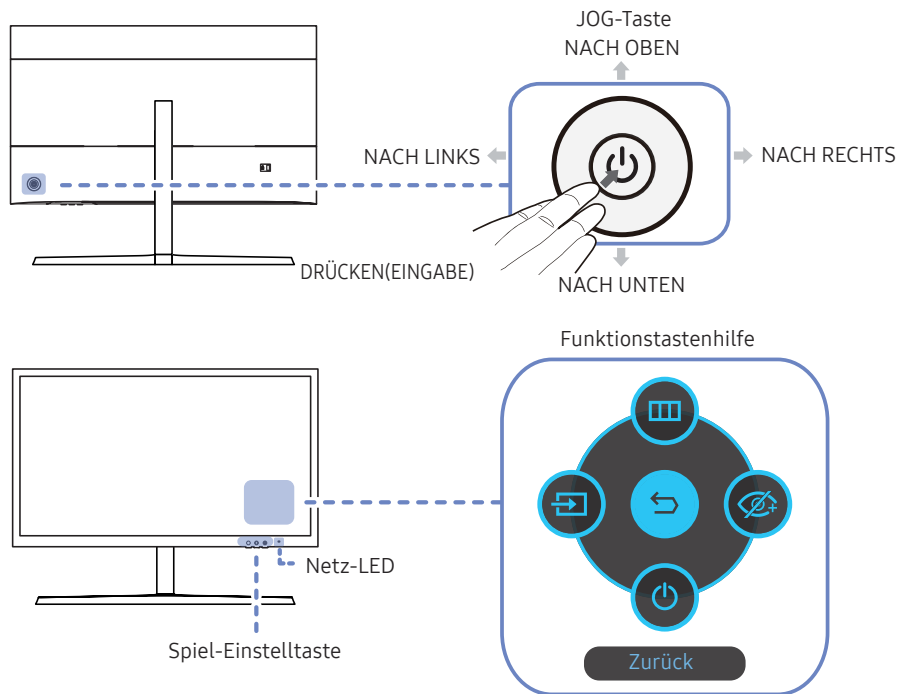 JOG-Taste
NACH OBEN
NACH LINKS
NACH RECHTS
DRÜCKEN(EINGABE)
NACH UNTEN
Funktionstastenhilfe
Netz-LED
Spiel-Einstelltaste
Zurück